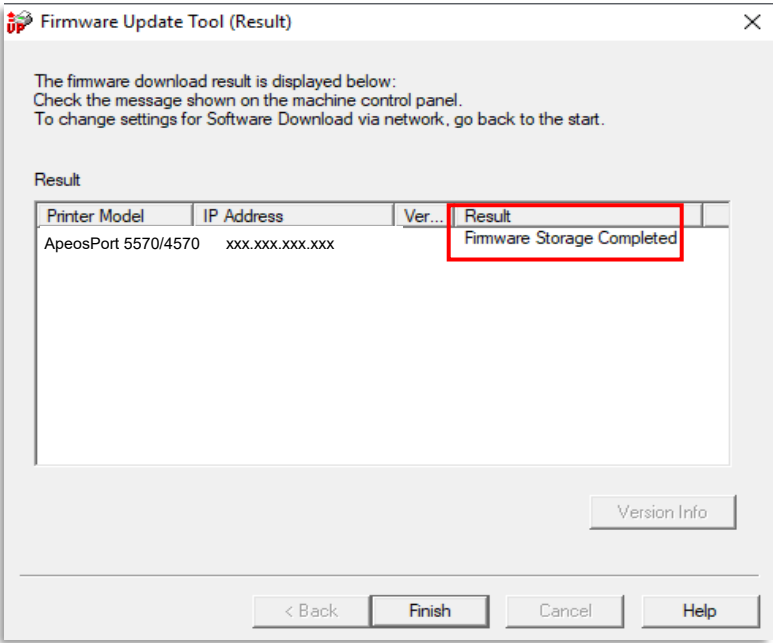 UP Firmware Update Tool (Result)
The firmware download result is displayed below:
Check the message shown on the machine control panel.
To change settings for Software Download via network, go back to the start.
Result
Printer Model IP Address Ver... Result
ApeosPort 5570/4570 xxx.xxx.xxx.xxx Firmware Storage Completed
Version Info
< Back Finish Cancel Help